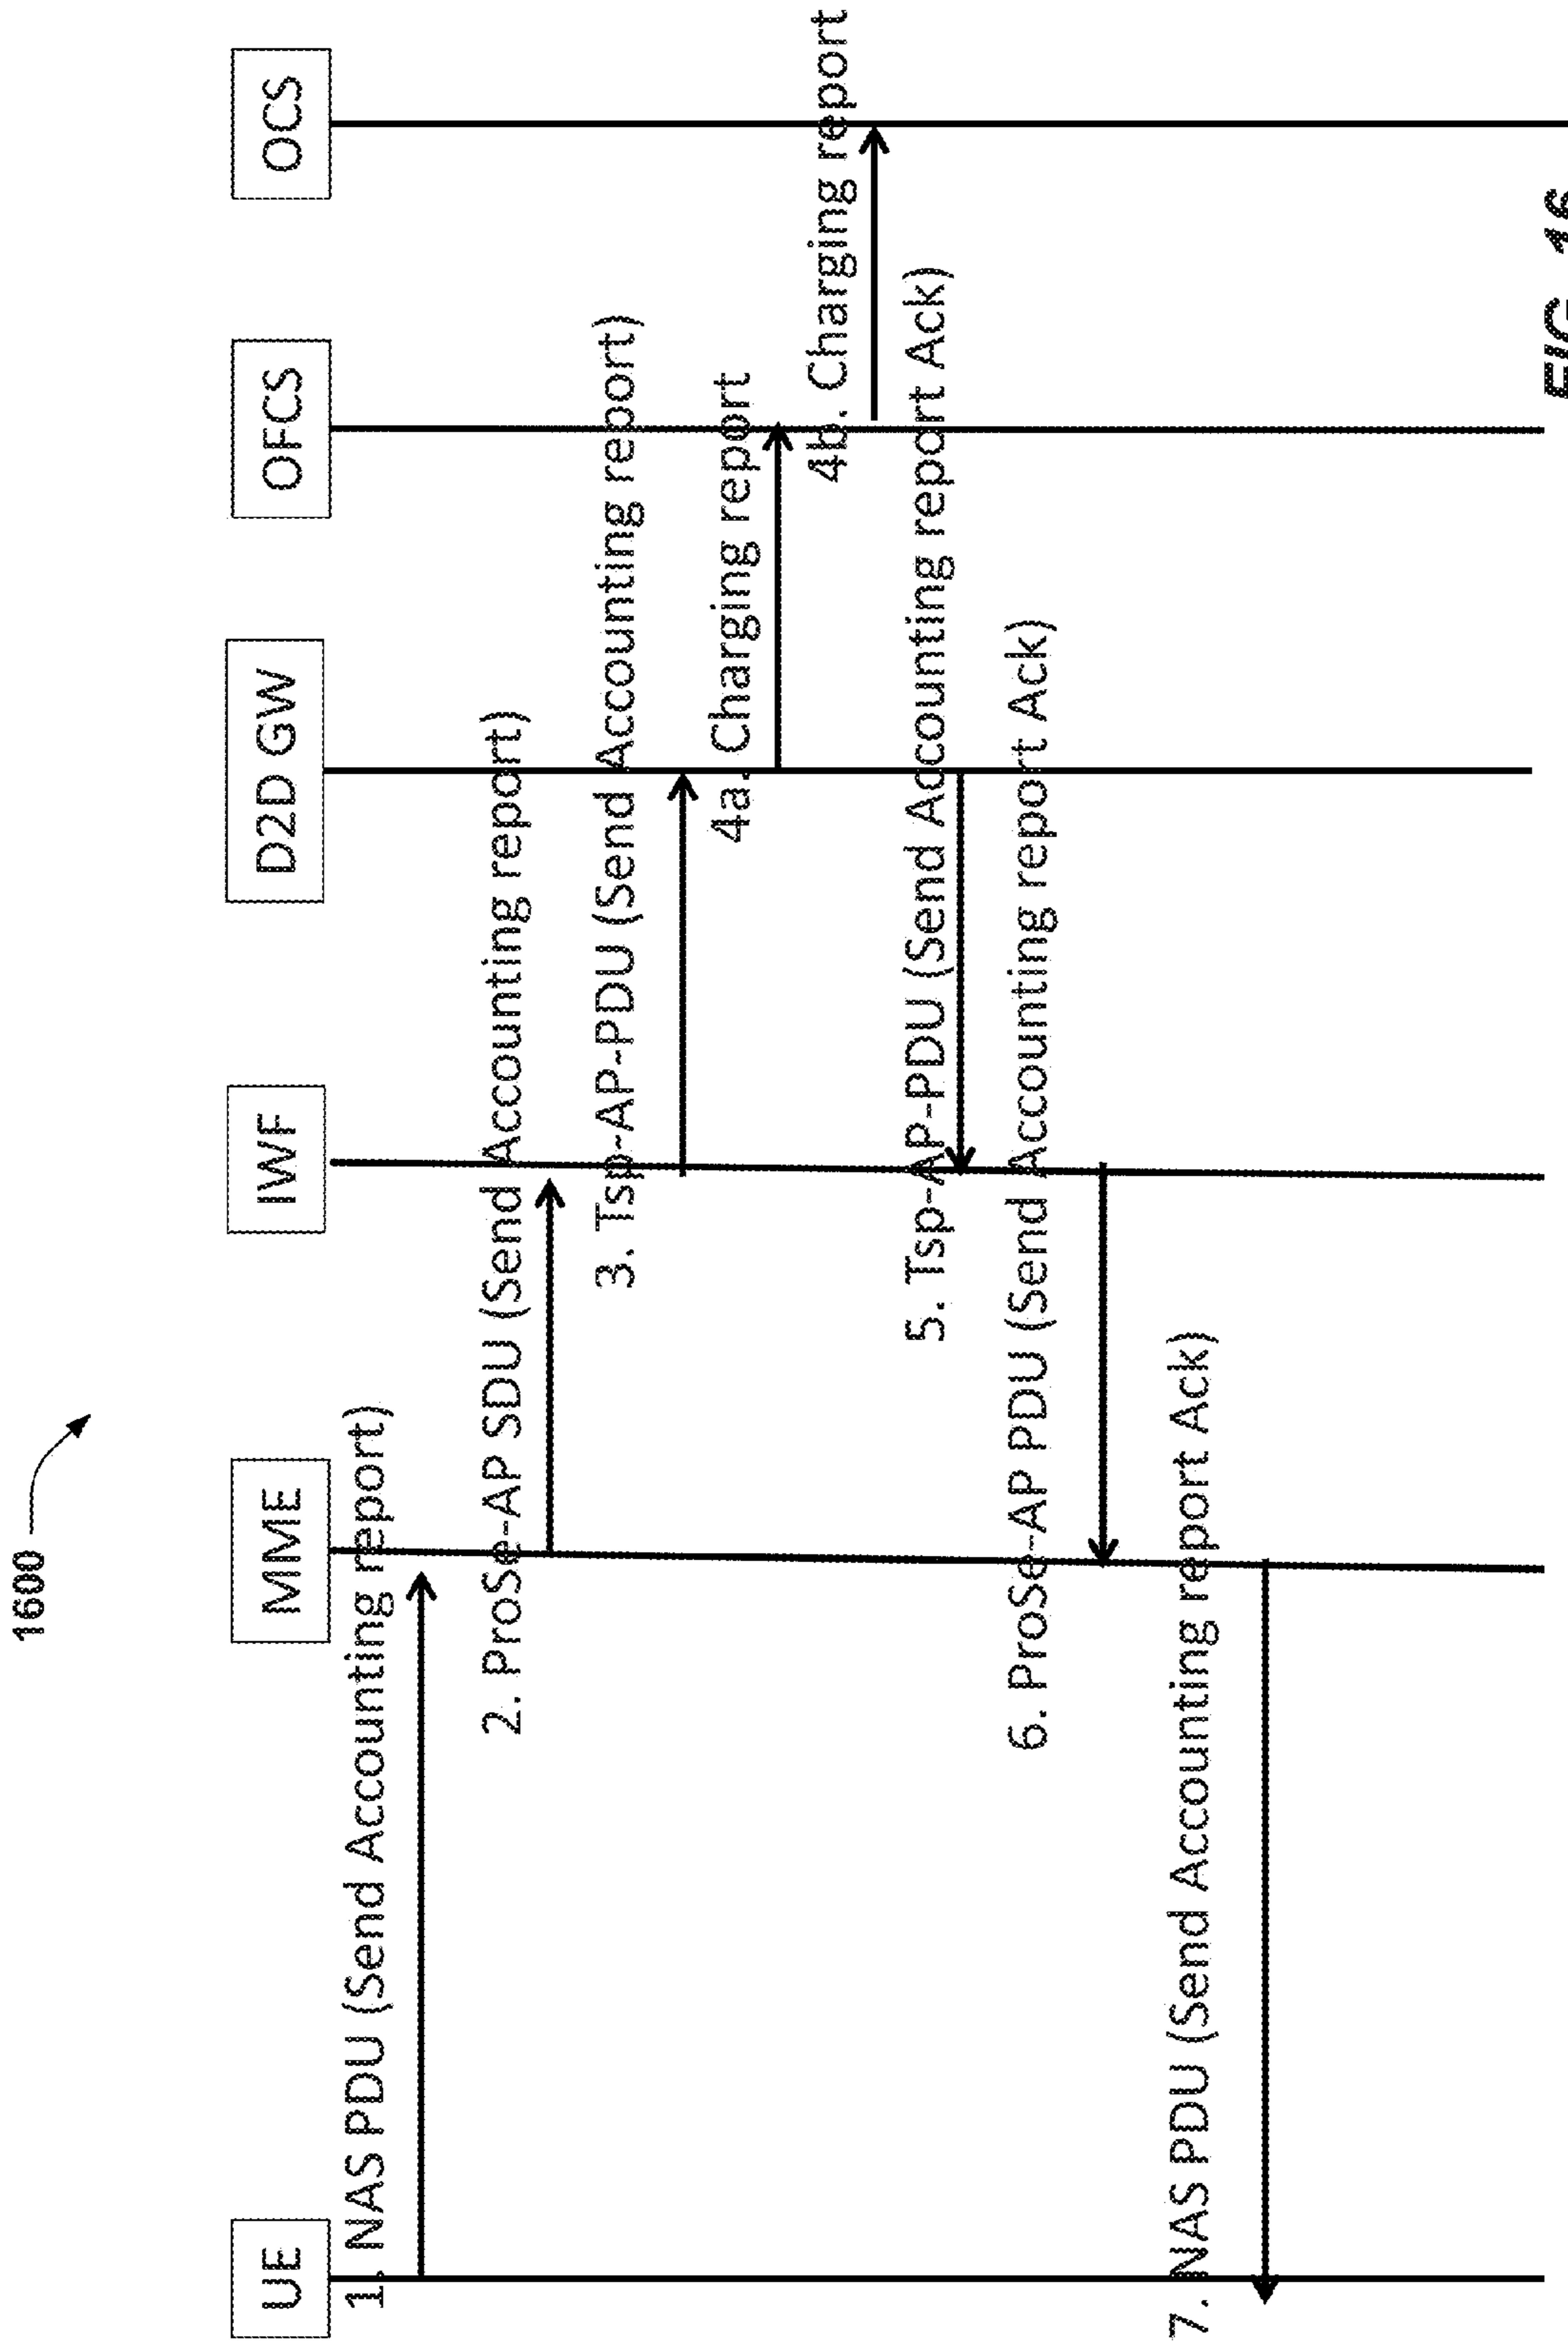 1600
UE
MME
IWF
D2D GW
OFCS
OCS
1. NAS PDU (Send Accounting report)
2. ProSe-AP SDU (Send Accounting report)
3. Tsp-AP-PDU (Send Accounting report)
4a. Charging report
4b. Charging report
5. Tsp-AP-PDU (Send Accounting report Ack)
6. ProSe-AP PDU (Send Accounting report Ack)
7. NAS PDU (Send Accounting report Ack)
FIG. 16